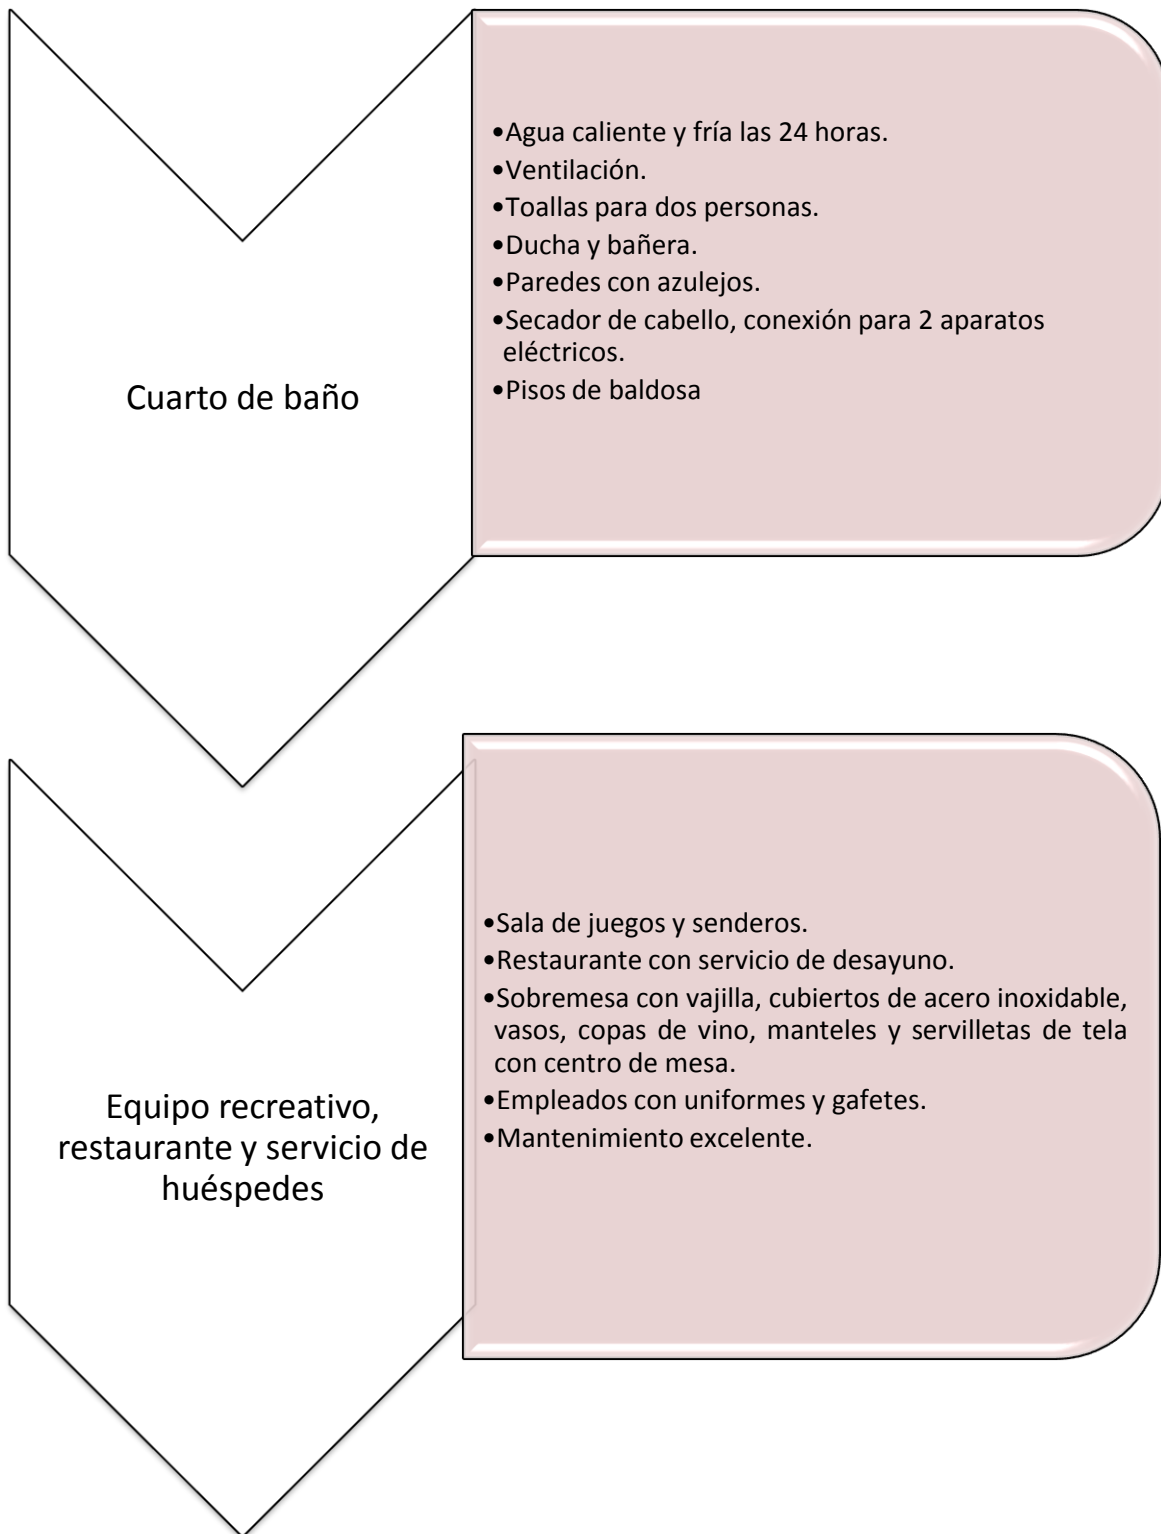 Cuarto de baño
•Agua caliente y fría las 24 horas.
•Ventilación.
•Toallas para dos personas.
•Ducha y bañera.
•Paredes con azulejos.
•Secador de cabello, conexión para 2 aparatos
eléctricos.
•Pisos de baldosa
Equipo recreativo,
restaurante y servicio de
huéspedes
•Sala de juegos y senderos.
•Restaurante con servicio de desayuno.
•Sobremesa con vajilla, cubiertos de acero inoxidable,
vasos, copas de vino, manteles y servilletas de tela
con centro de mesa.
•Empleados con uniformes y gafetes.
•Mantenimiento excelente.